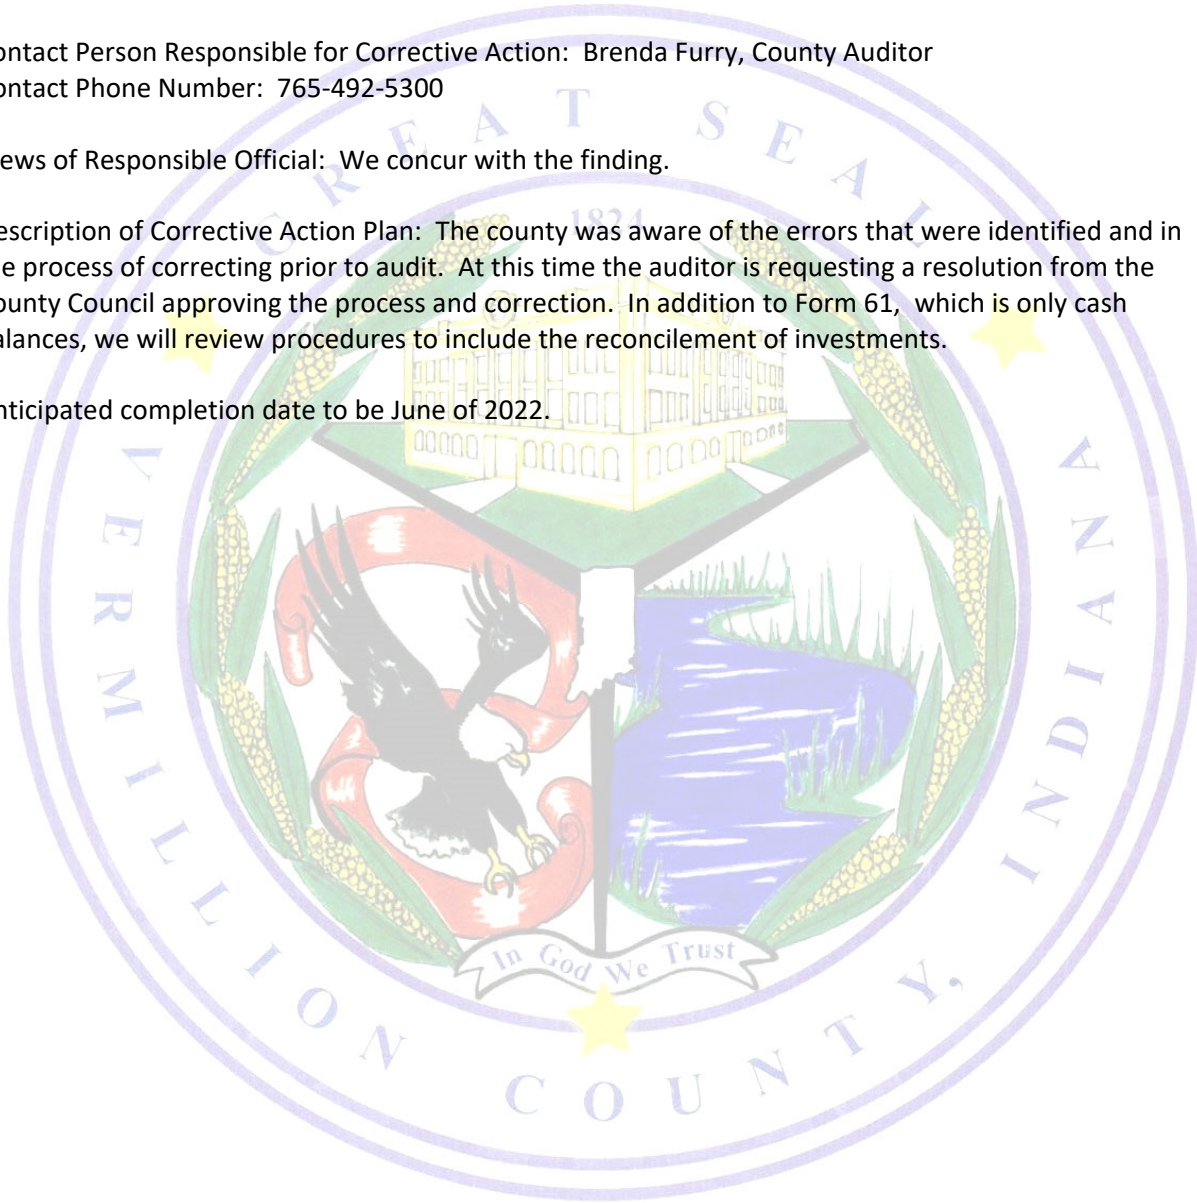 ontact Person Responsible for Corrective Action: Brenda Furry, County Auditor
ontact Phone Number: 765-492-5300
ews of Responsible Official: We concur with the finding.
escription of Corrective Action Plan: The county was aware of the errors that were identified and in
e process of correcting prior to audit. At this time the auditor is requesting a resolution from the
ounty Council approving the process and correction. In addition to Form 61, which is only cash
alances, we will review procedures to include the reconcilement of investments.
nticipated completion date to be June of 2022.
GREAT SEAL
1824
In God We Trust
VERMILLION COUNTY, INDIANA